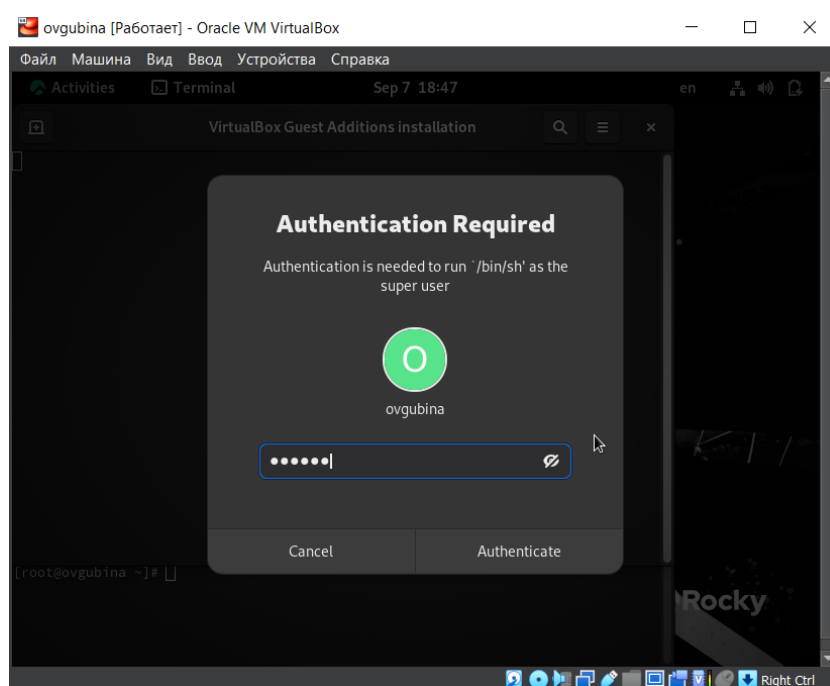 ovgubina [Работает] - Oracle VM VirtualBox
Файл Машина Вид Ввод Устройства Справка
Activities Terminal Sep 7 18:47 en
VirtualBox Guest Additions installation
Authentication Required
Authentication is needed to run `/bin/sh' as the
super user
O
ovgubina
••••••
Cancel Authenticate
[root@ovgubina ~]#
Rocky
Right Ctrl